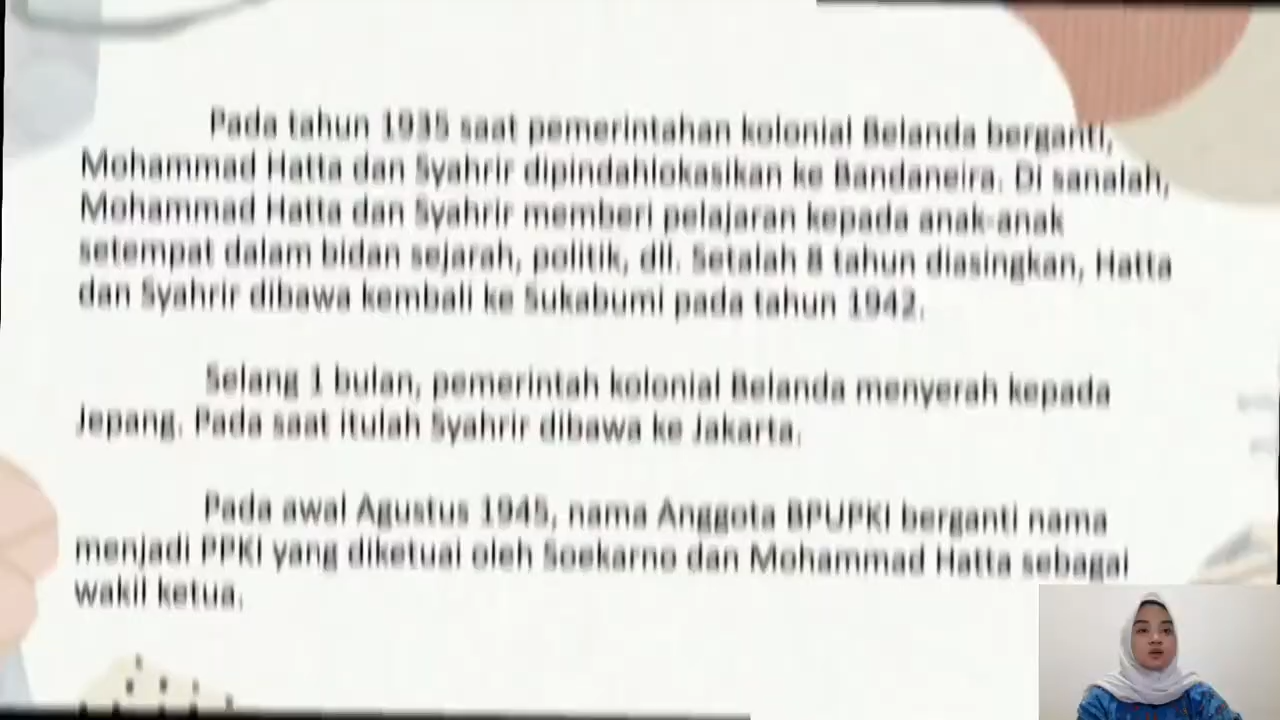 Pada tahun 1935 saat pemerintahan kolonial Belanda berganti,
Mohammad Hatta dan Syahrir dipindahlokasikan ke Bandaneira. Di sanalah,
Mohammad Hatta dan Syahrir memberi pelajaran kepada anak-anak
setempat dalam bidan sejarah, politik, dll. Setalah 8 tahun diasingkan, Hatta
dan Syahrir dibawa kembali ke Sukabumi pada tahun 1942.
Selang 1 bulan, pemerintah kolonial Belanda menyerah kepada
Jepang. Pada saat itulah Syahrir dibawa ke Jakarta.
Pada awal Agustus 1945, nama Anggota BPUPKI berganti nama
menjadi PPKI yang diketuai oleh Soekarno dan Mohammad Hatta sebagai
wakil ketua.